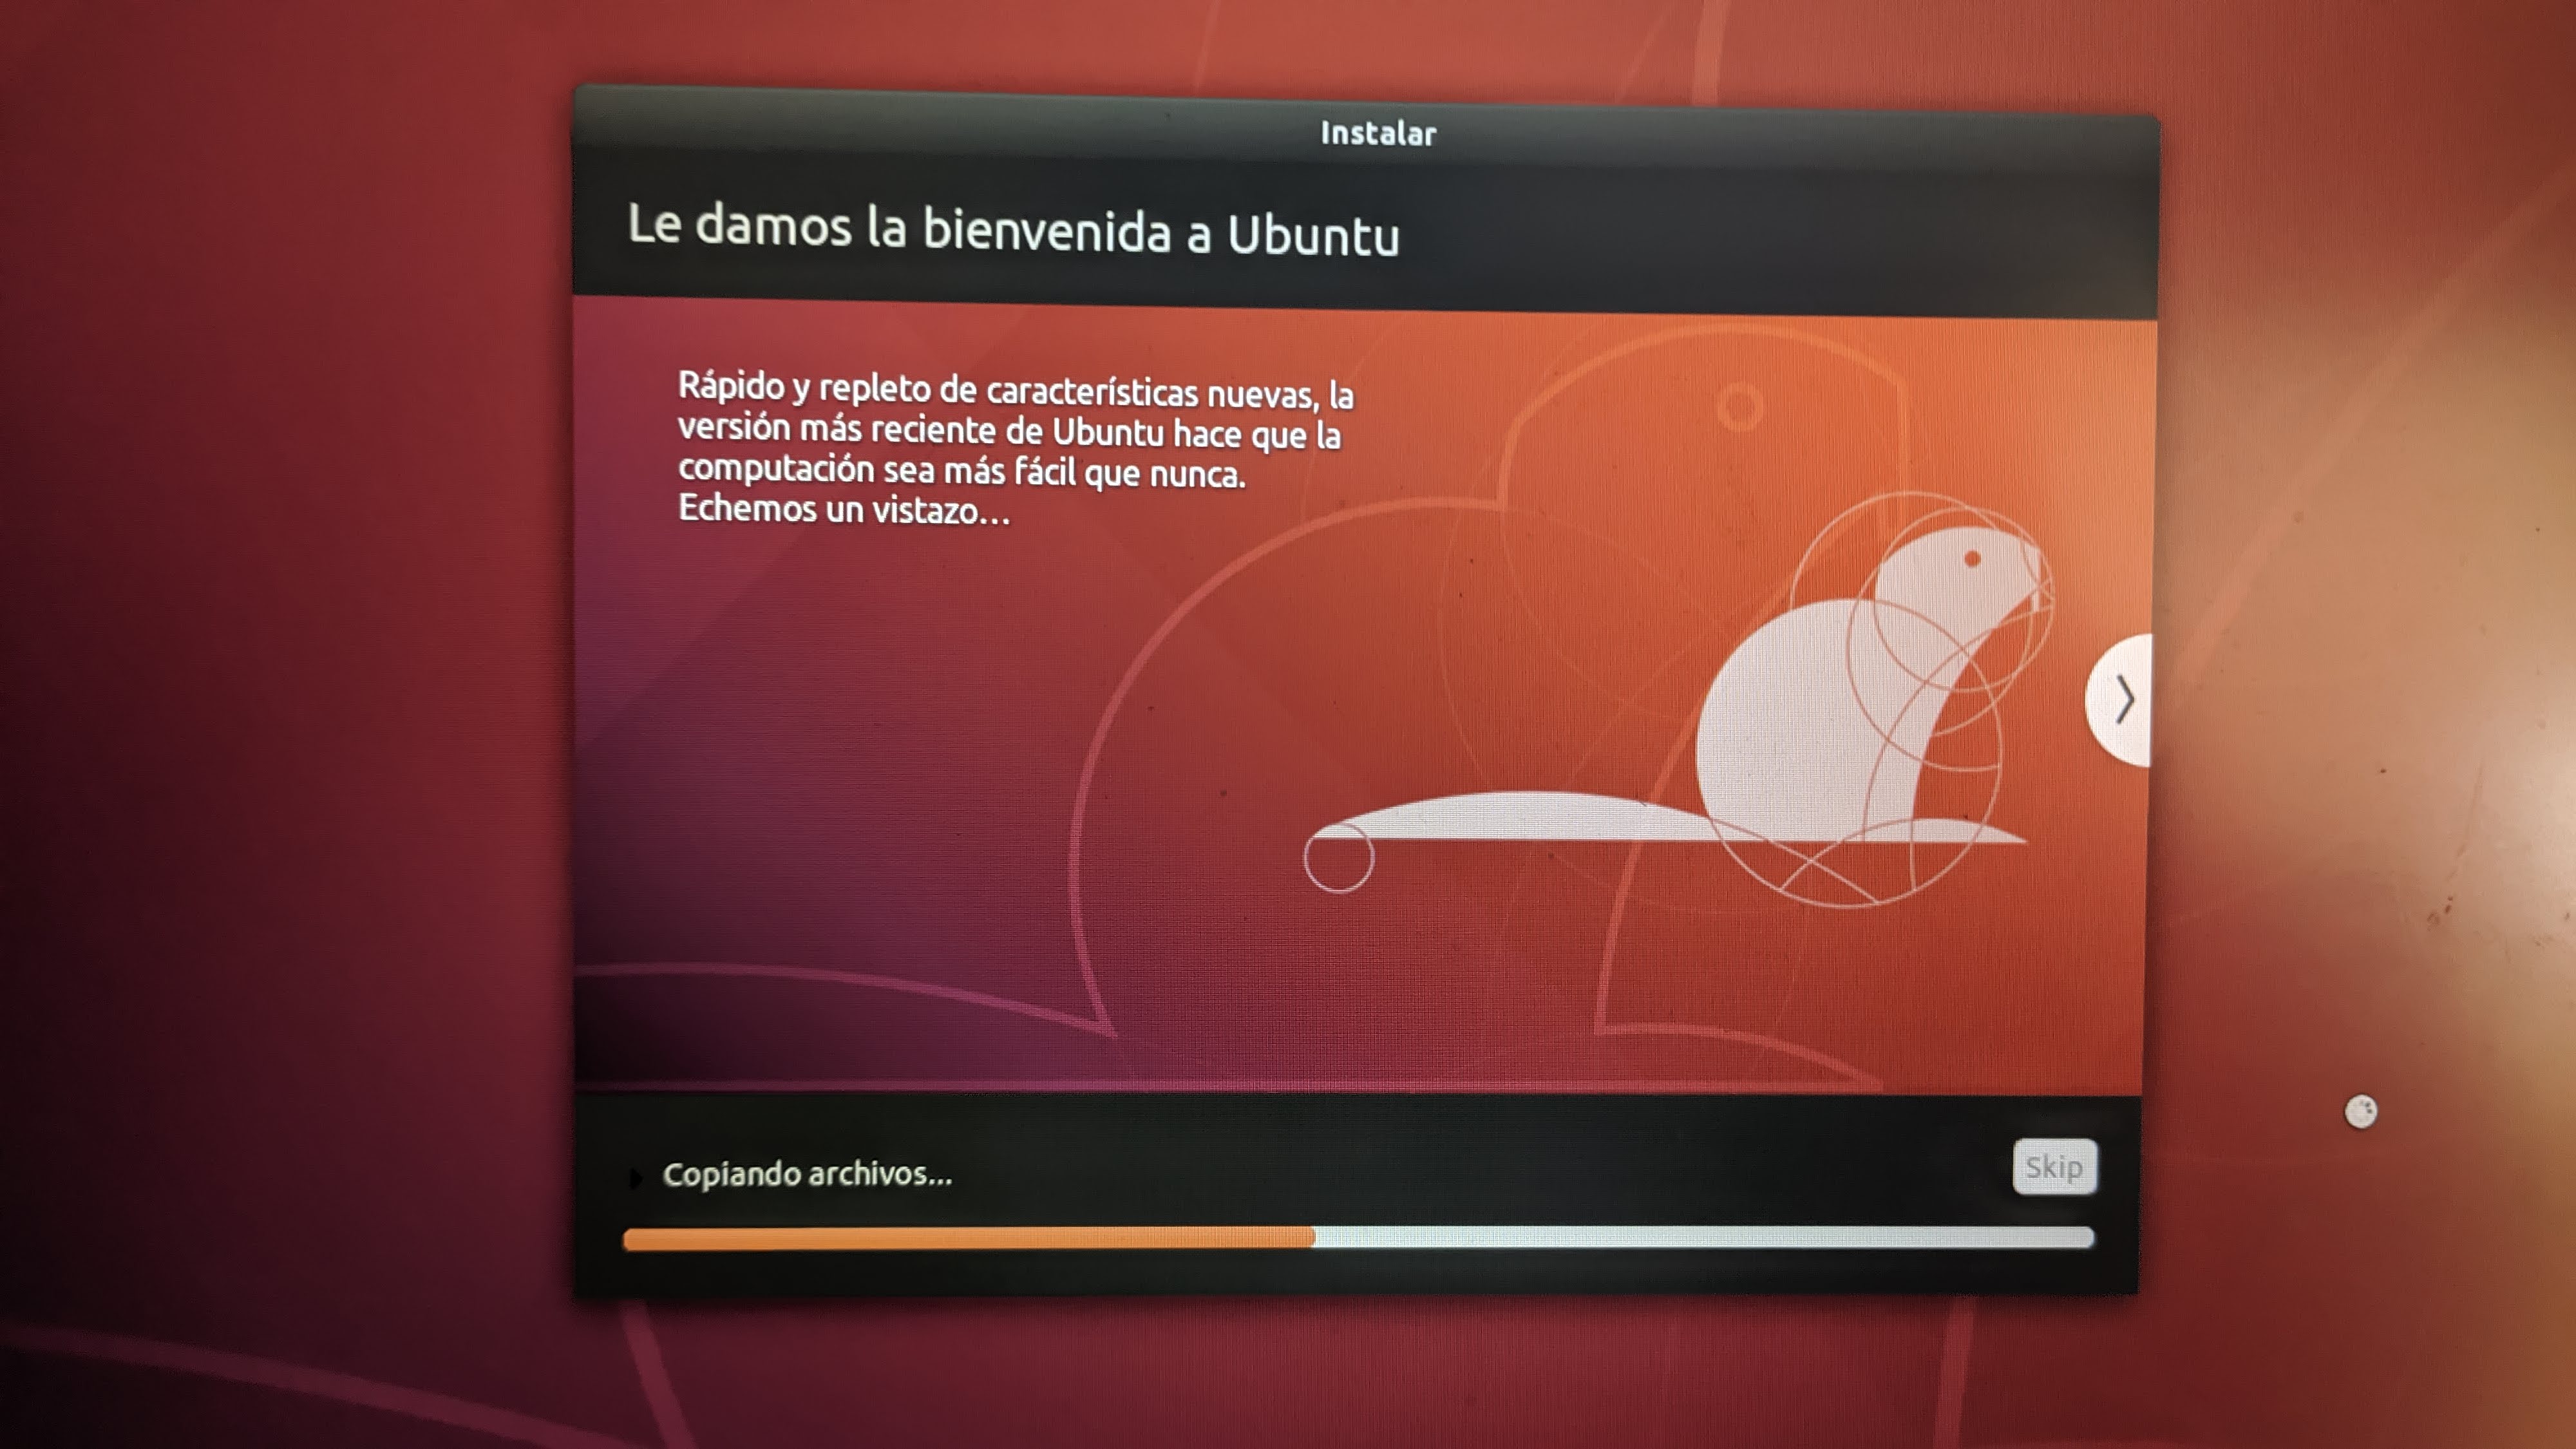 Instalar
Le damos la bienvenida a Ubuntu
Rápido y repleto de características nuevas, la
versión más reciente de Ubuntu hace que la
computación sea más fácil que nunca.
Echemos un vistazo...
Copiando archivos...
Skip